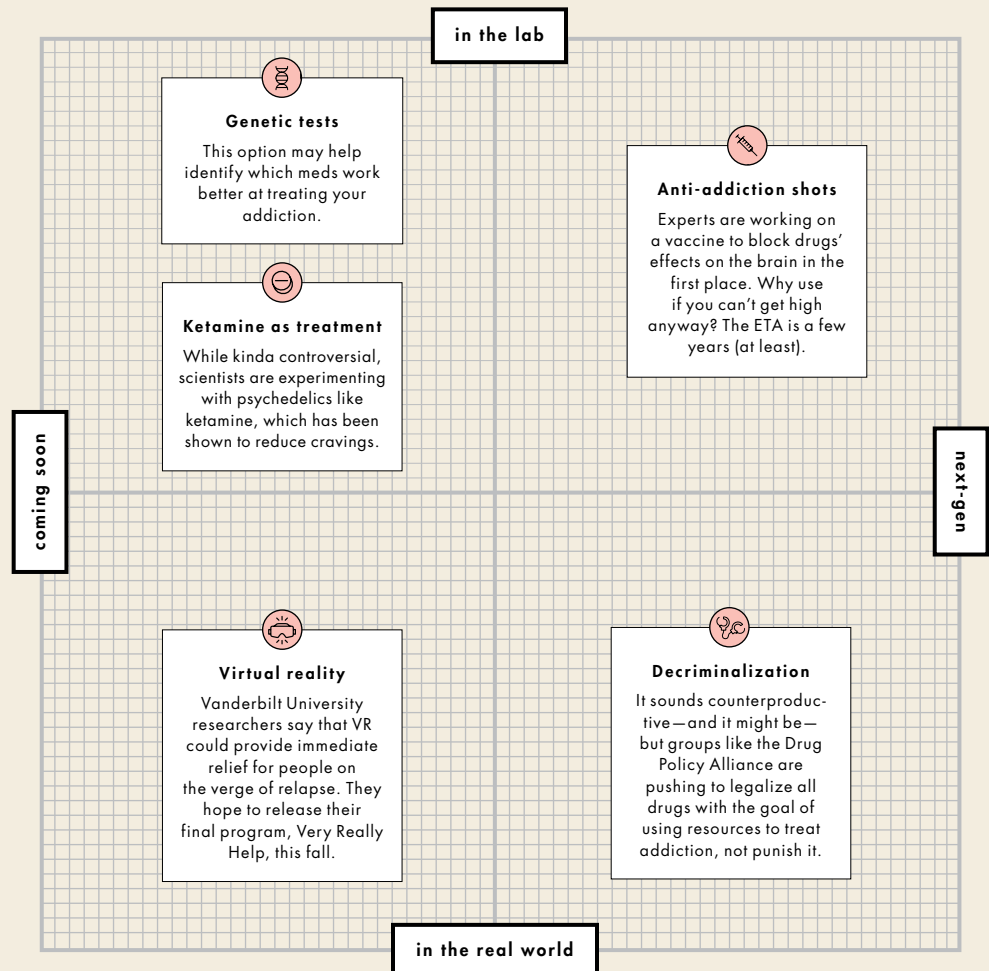 in the lab
Genetic tests
This option may help
identify which meds work
better at treating your
addiction.
Anti-addiction shots
Experts are working on
a vaccine to block drugs’
effects on the brain in the
first place. Why use
if you can’t get high
anyway? The ETA is a few
years (at least).
Ketamine as treatment
While kinda controversial,
scientists are experimenting
with psychedelics like
ketamine, which has been
shown to reduce cravings.
coming soon
next-gen
Virtual reality
Vanderbilt University
researchers say that VR
could provide immediate
relief for people on
the verge of relapse. They
hope to release their
final program, Very Really
Help, this fall.
Decriminalization
It sounds counterproduc-
tive—and it might be—
but groups like the Drug
Policy Alliance are
pushing to legalize all
drugs with the goal of
using resources to treat
addiction, not punish it.
in the real world